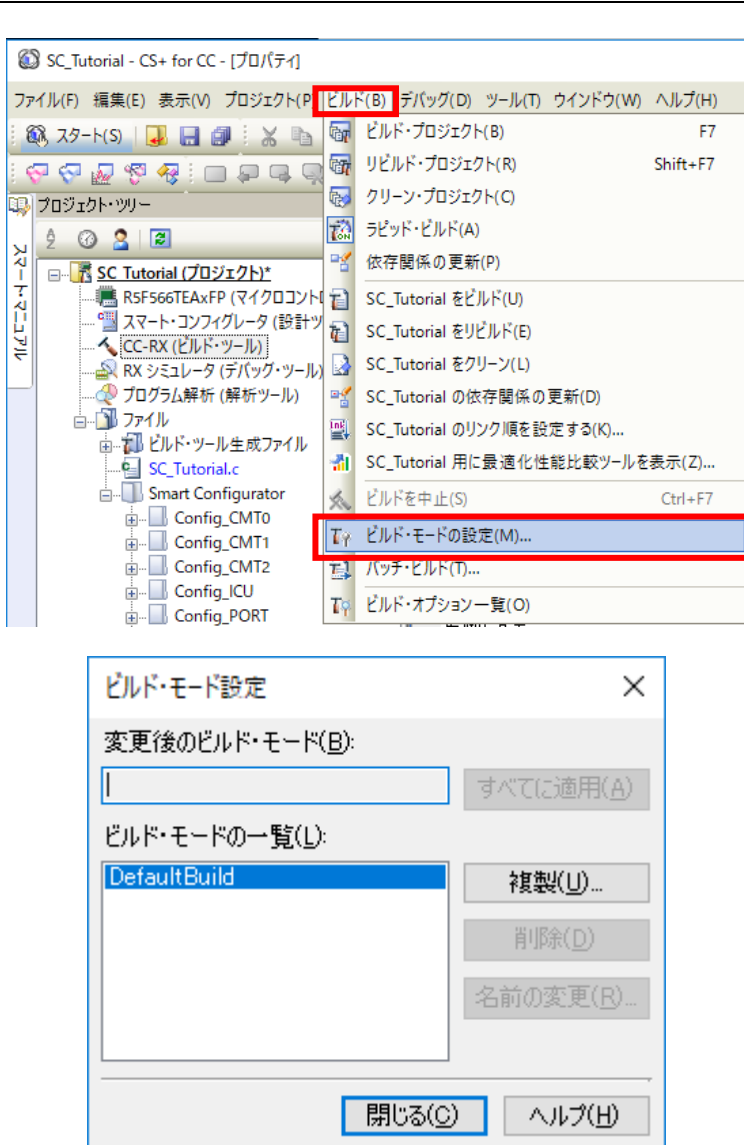 SC_Tutorial - CS+ for CC - [プロパティ]
ファイル(F) 編集(E) 表示(V) プロジェクト(P ビルド(B) デバッグ(D) ツール(T) ウインドウ(W) ヘルプ(H)
スタート(S)
プロジェクト・ツリー
スマート・マニュアル
SC_Tutorial (プロジェクト)*
R5F566TEAxFP (マイクロコント
スマート・コンフィグレータ (設計ツ
CC-RX (ビルド・ツール)
RX シミュレータ (デバッグ・ツール)
プログラム解析 (解析ツール)
ファイル
ビルド・ツール生成ファイル
SC_Tutorial.c
Smart Configurator
Config_CMT0
Config_CMT1
Config_CMT2
Config_ICU
Config_PORT
ビルド・プロジェクト(B) F7
リビルド・プロジェクト(R) Shift+F7
クリーン・プロジェクト(C)
ラピッド・ビルド(A)
依存関係の更新(P)
SC_Tutorial をビルド(U)
SC_Tutorial をリビルド(E)
SC_Tutorial をクリーン(L)
SC_Tutorial の依存関係の更新(D)
SC_Tutorial のリンク順を設定する(K)...
SC_Tutorial 用に最適化性能比較ツールを表示(Z)...
ビルドを中止(S) Ctrl+F7
ビルド・モードの設定(M)...
バッチ・ビルド(T)...
ビルド・オプション一覧(O)
ビルド・モード設定
変更後のビルド・モード(B):
すべてに適用(A)
ビルド・モードの一覧(L):
DefaultBuild
複製(U)...
削除(D)
名前の変更(R)...
閉じる(C) ヘルプ(H)